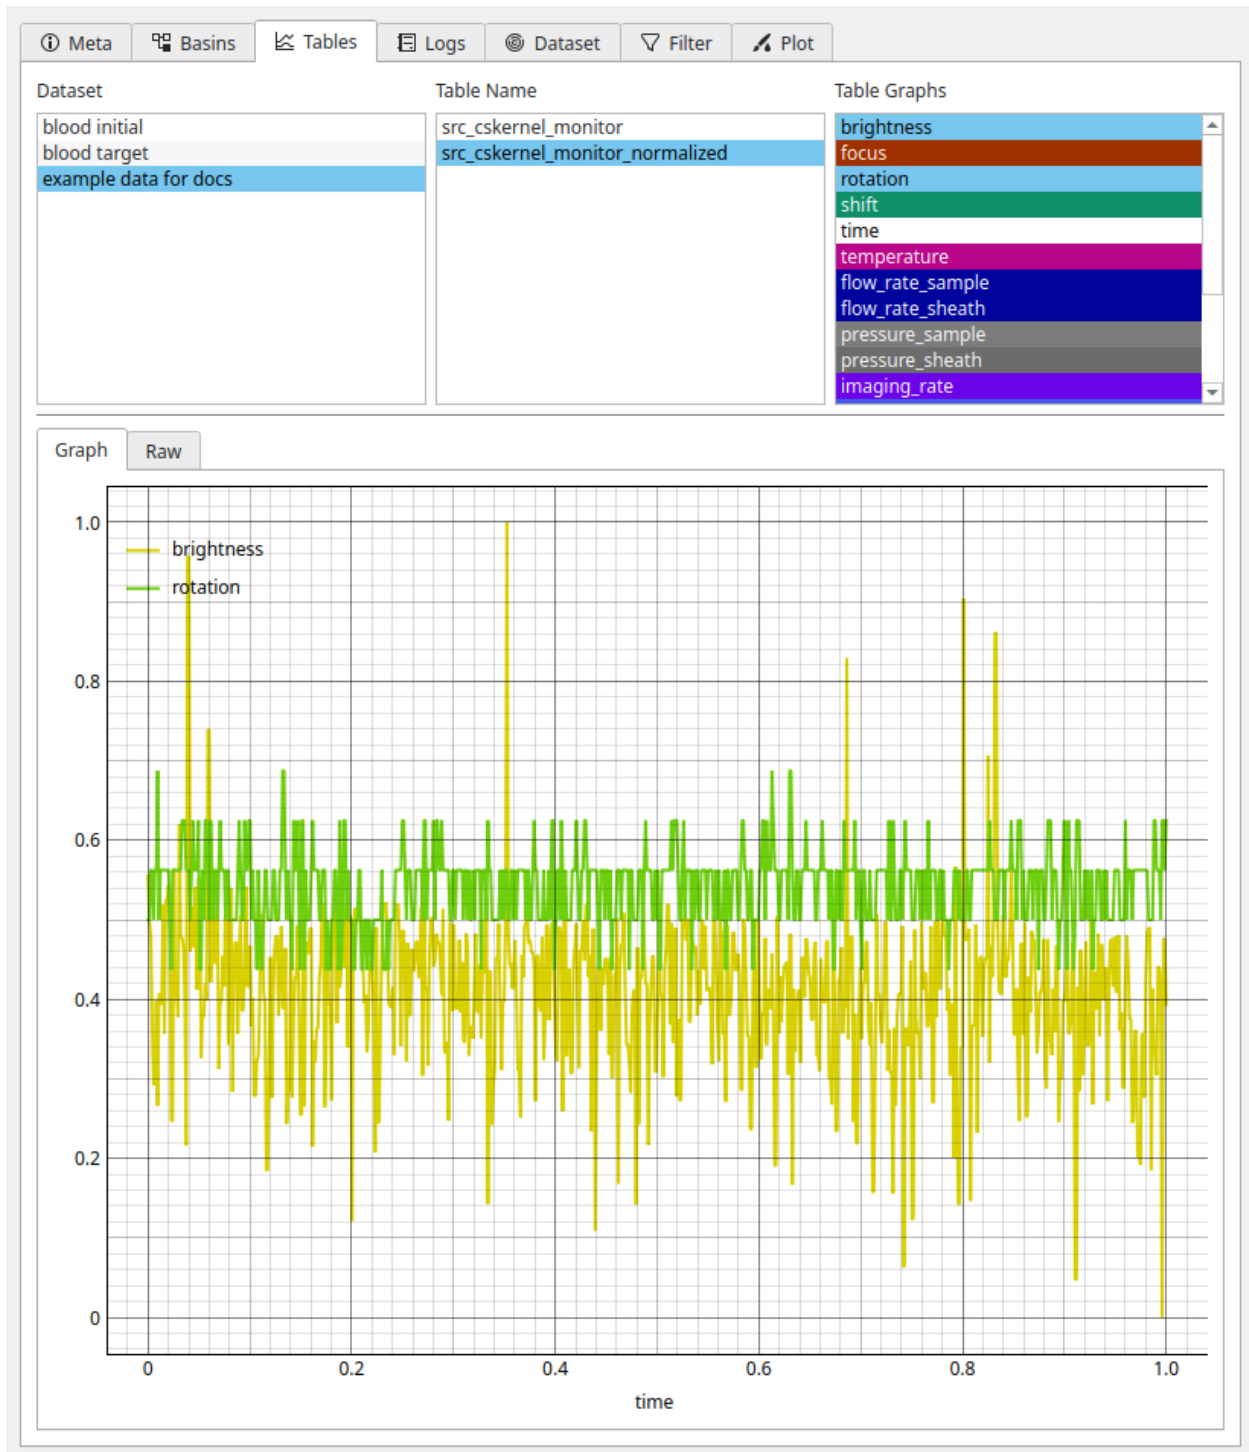 Meta Basins Tables Logs Dataset Filter Plot
Dataset
blood initial
blood target
example data for docs
Table Name
src_cskernel_monitor
src_cskernel_monitor_normalized
Table Graphs
brightness
focus
rotation
shift
time
temperature
flow_rate_sample
flow_rate_sheath
pressure_sample
pressure_sheath
imaging_rate
Graph Raw
1.0
0.8
0.6
0.4
0.2
0
brightness
rotation
0 0.2 0.4 0.6 0.8 1.0
time